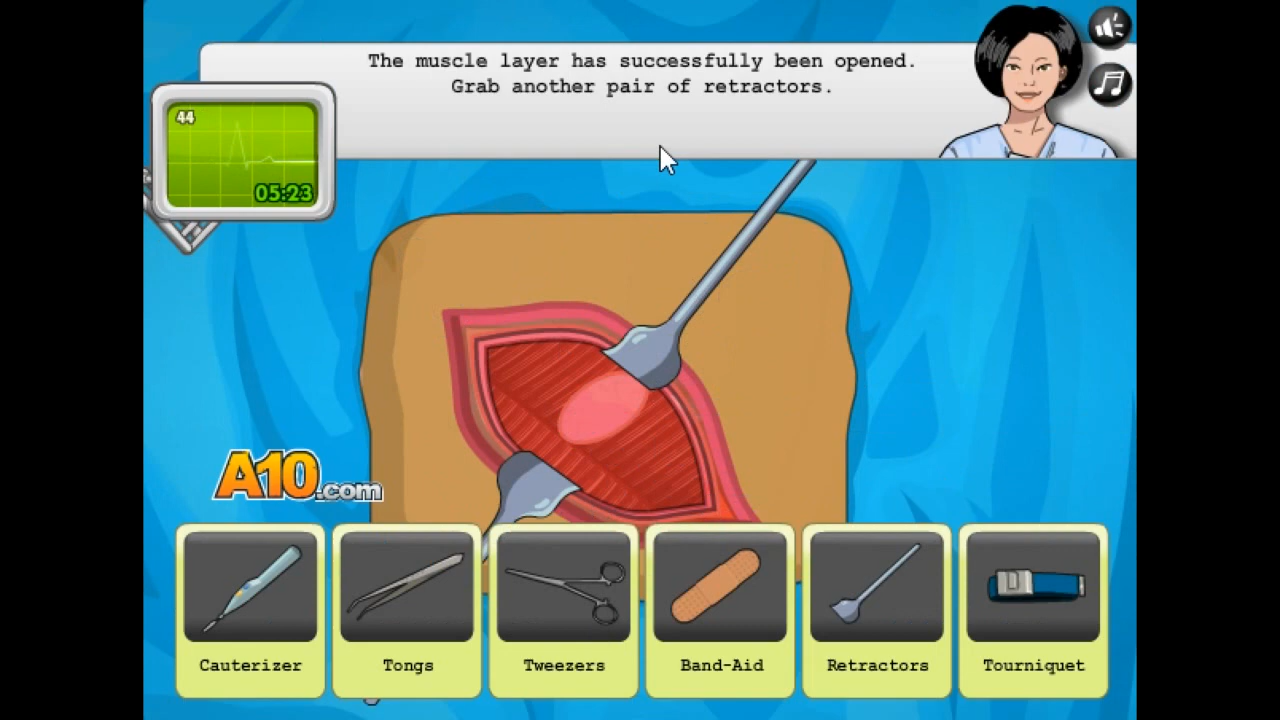 The muscle layer has successfully been opened.
Grab another pair of retractors.
44
05:23
A10.com
Cauterizer
Tongs
Tweezers
Band-Aid
Retractors
Tourniquet